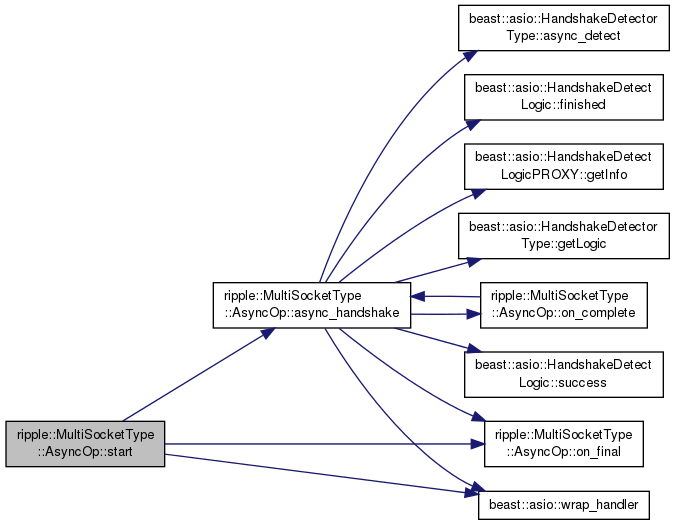 beast::asio::HandshakeDetector
Type::async_detect
beast::asio::HandshakeDetect
Logic::finished
beast::asio::HandshakeDetect
LogicPROXY::getInfo
beast::asio::HandshakeDetector
Type::getLogic
ripple::MultiSocketType
::AsyncOp::async_handshake
ripple::MultiSocketType
::AsyncOp::on_complete
beast::asio::HandshakeDetect
Logic::success
ripple::MultiSocketType
::AsyncOp::start
ripple::MultiSocketType
::AsyncOp::on_final
beast::asio::wrap_handler